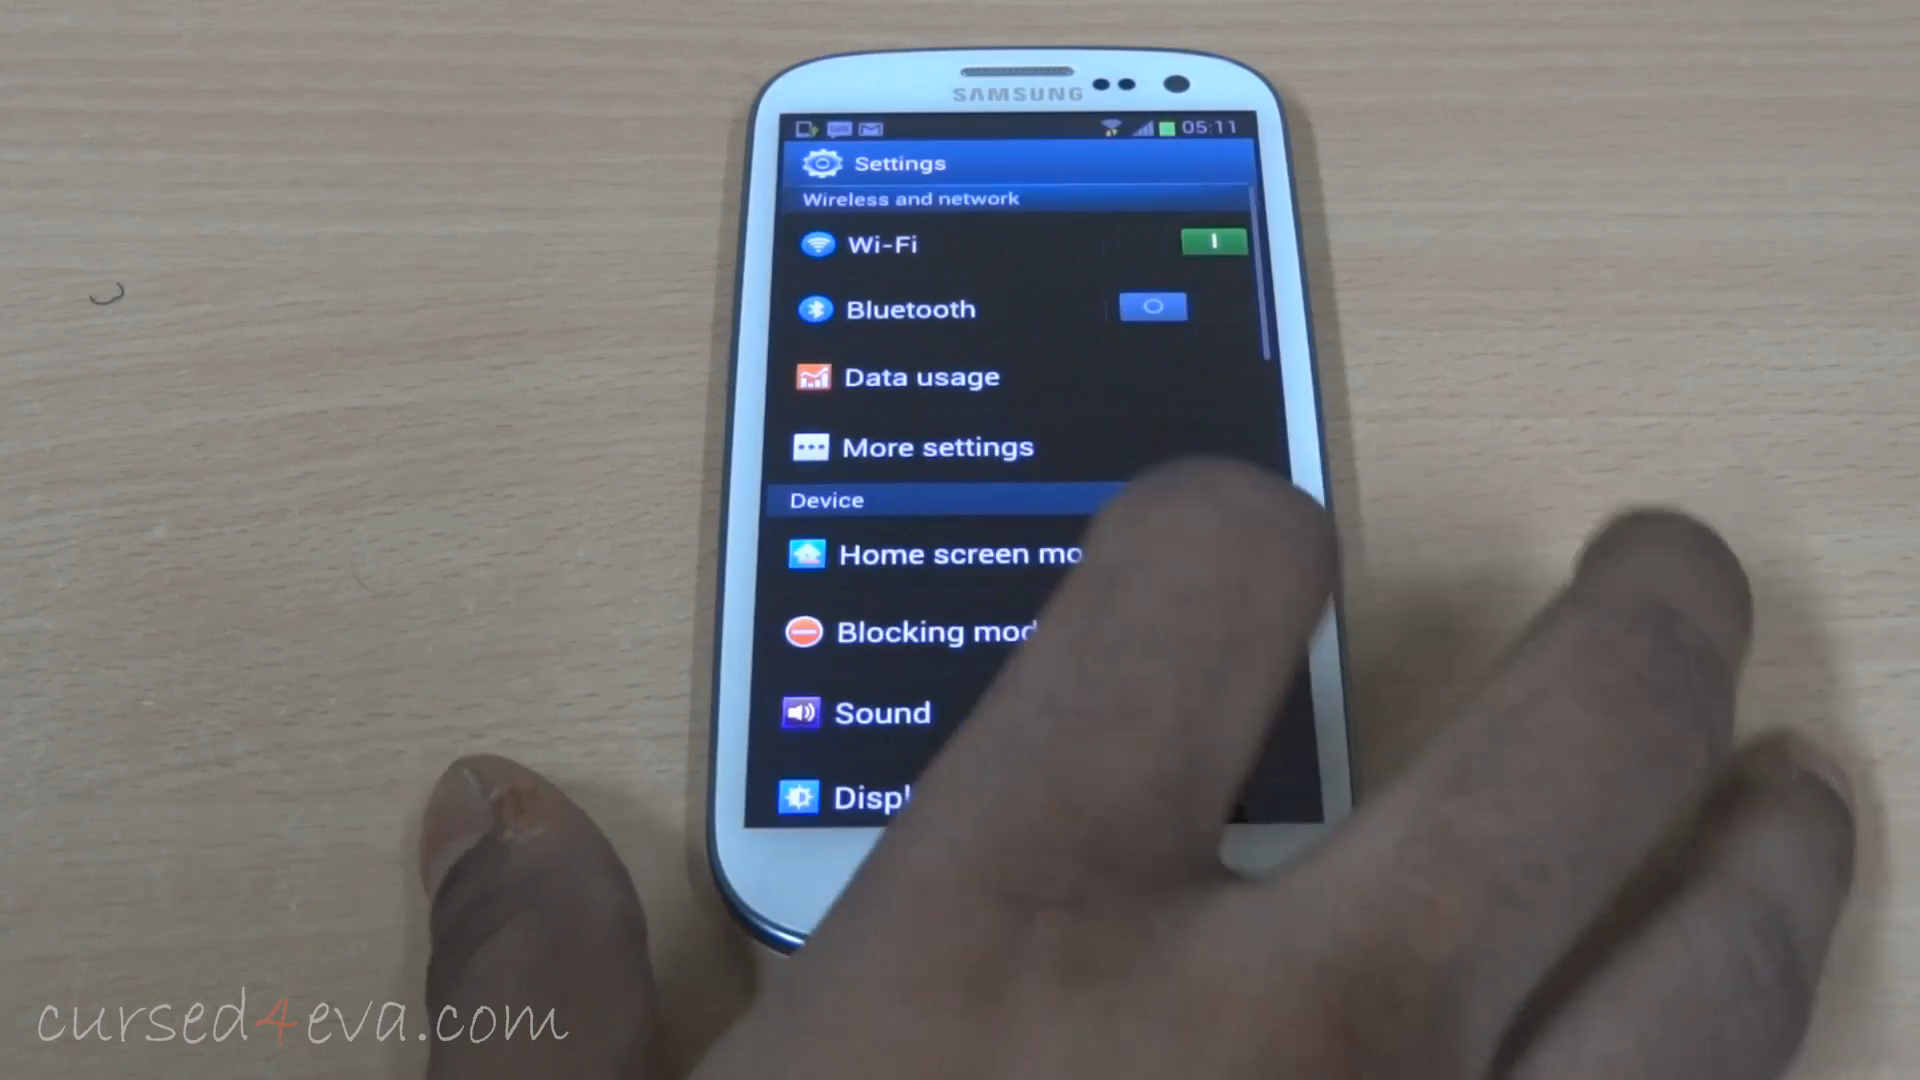 SAMSUNG
05:11
Settings
Wireless and network
Wi-Fi
Bluetooth
Data usage
More settings
Device
Home screen mo
Blocking mod
Sound
Displ
cursed4eva.com